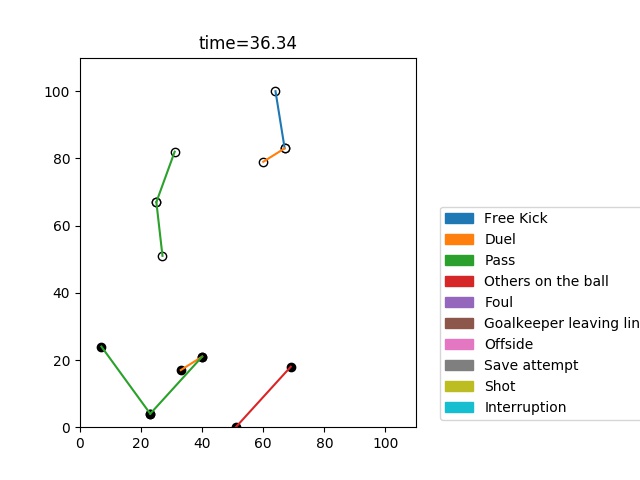 time=36.34
100
80
60
40
20
0
0 20 40 60 80 100
Free Kick
Duel
Pass
Others on the ball
Foul
Goalkeeper leaving lin
Offside
Save attempt
Shot
Interruption